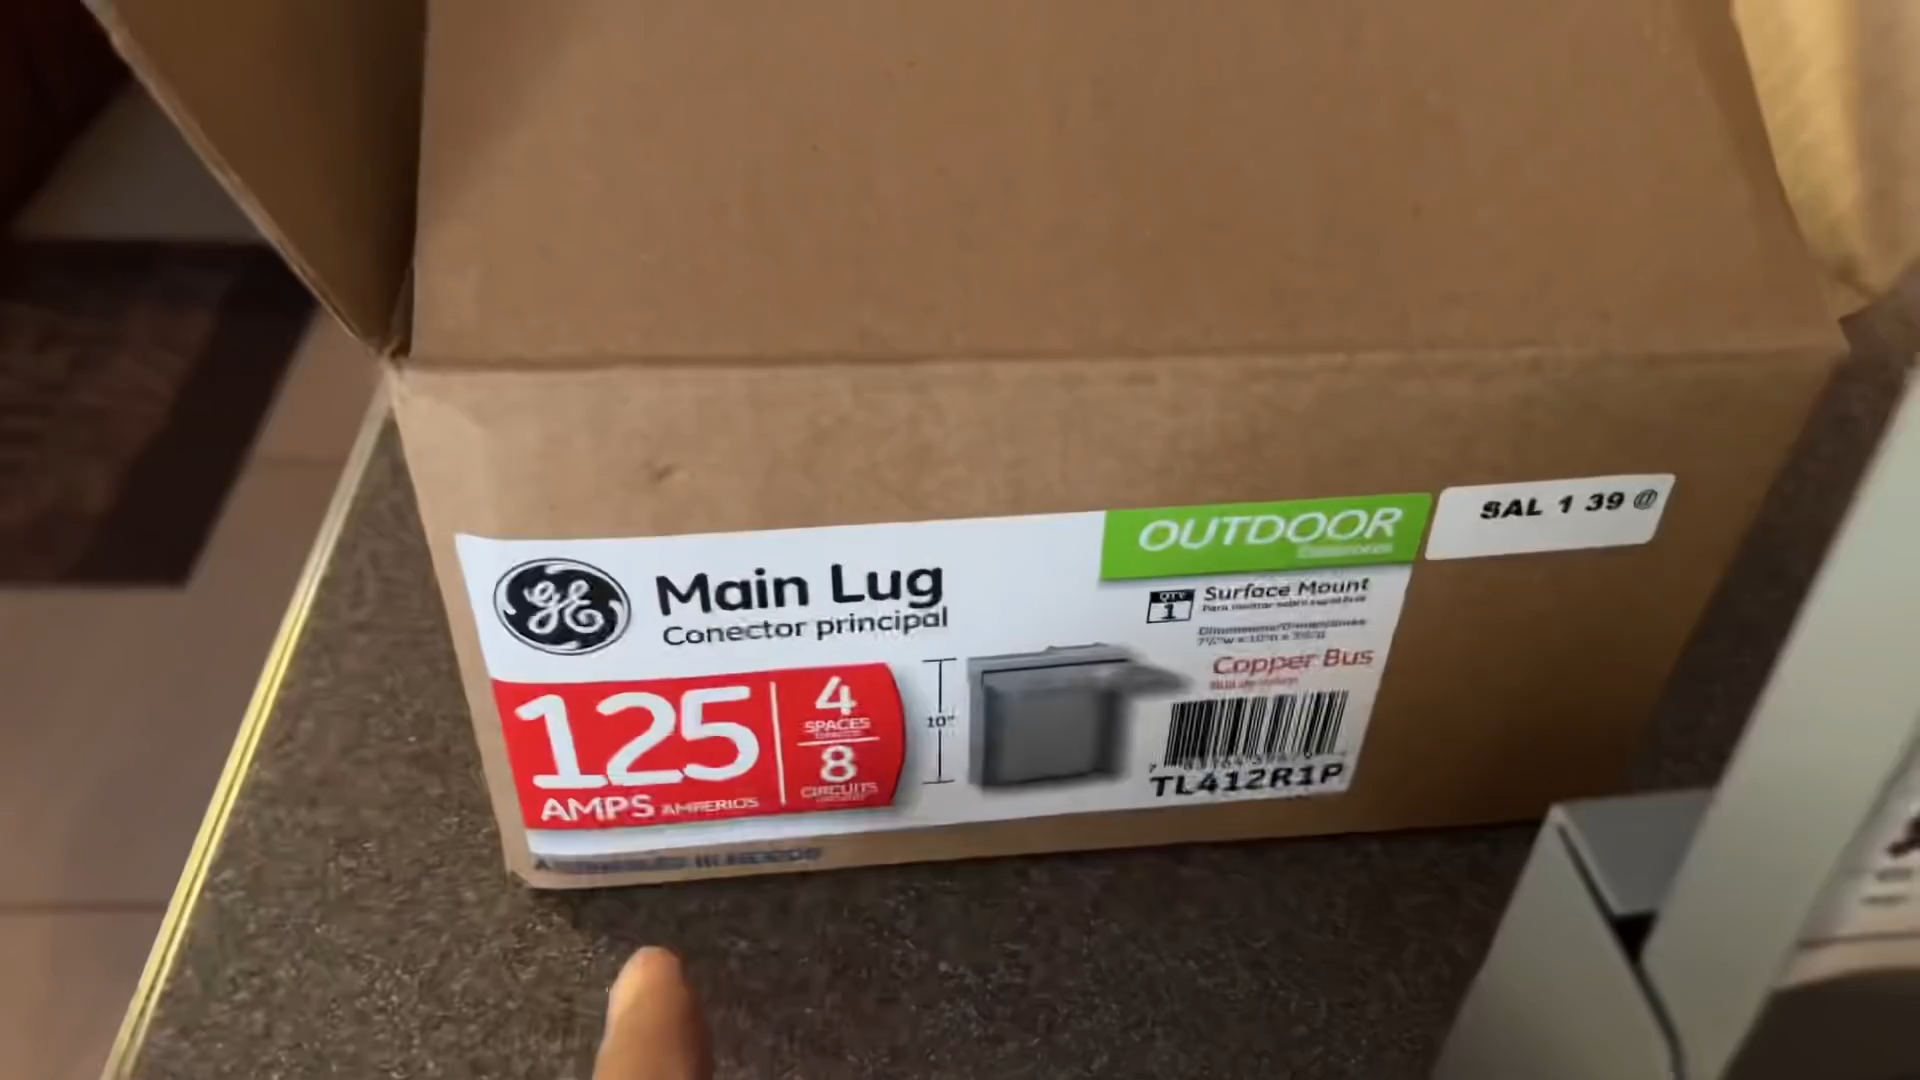 SAL 1 39 @
OUTDOOR
GE
Main Lug
Conector principal
QTY
1
Surface Mount
Copper Bus
125
AMPS AMPERIOS
4
SPACES
8
CIRCUITS
10"
TL412R1P